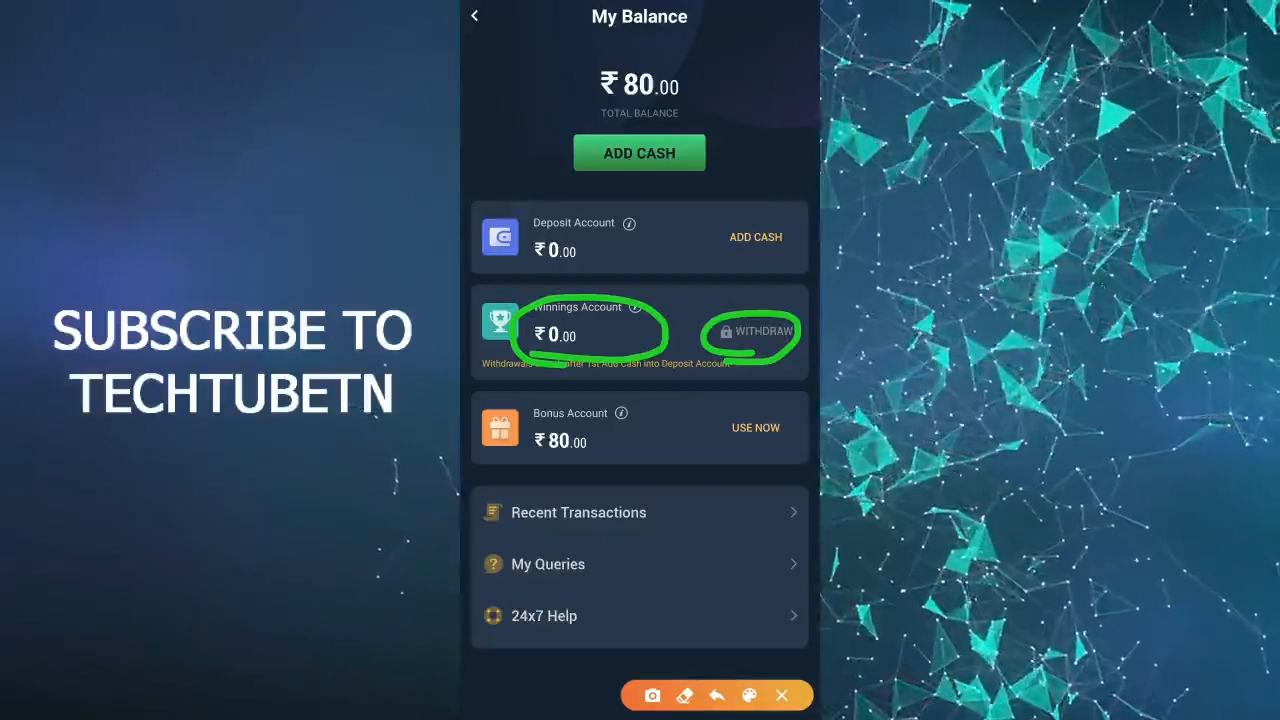 My Balance
₹ 80.00
TOTAL BALANCE
ADD CASH
Deposit Account
₹ 0.00
ADD CASH
Winnings Account
₹ 0.00
WITHDRAW
Withdrawals after 1st Add Cash into Deposit Account
Bonus Account
₹ 80.00
USE NOW
Recent Transactions
My Queries
24x7 Help
SUBSCRIBE TO
TECHTUBETN